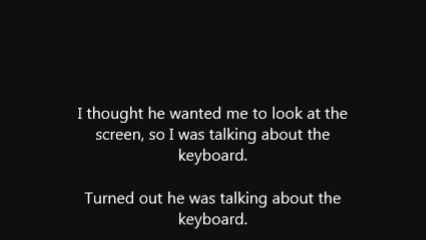 I thought he wanted me to look at the
screen, so I was talking about the
keyboard.
Turned out he was talking about the
keyboard.